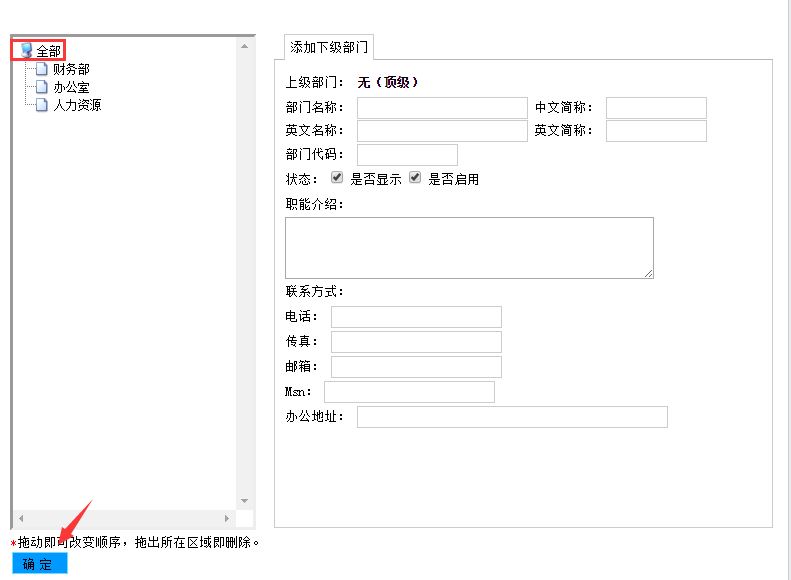 全部
财务部
办公室
人力资源
*拖动即可改变顺序，拖出所在区域即删除。
确 定
添加下级部门
上级部门： 无（顶级）
部门名称： 中文简称：
英文名称： 英文简称：
部门代码：
状态： 是否显示 是否启用
职能介绍：
联系方式：
电话：
传真：
邮箱：
Msn：
办公地址：